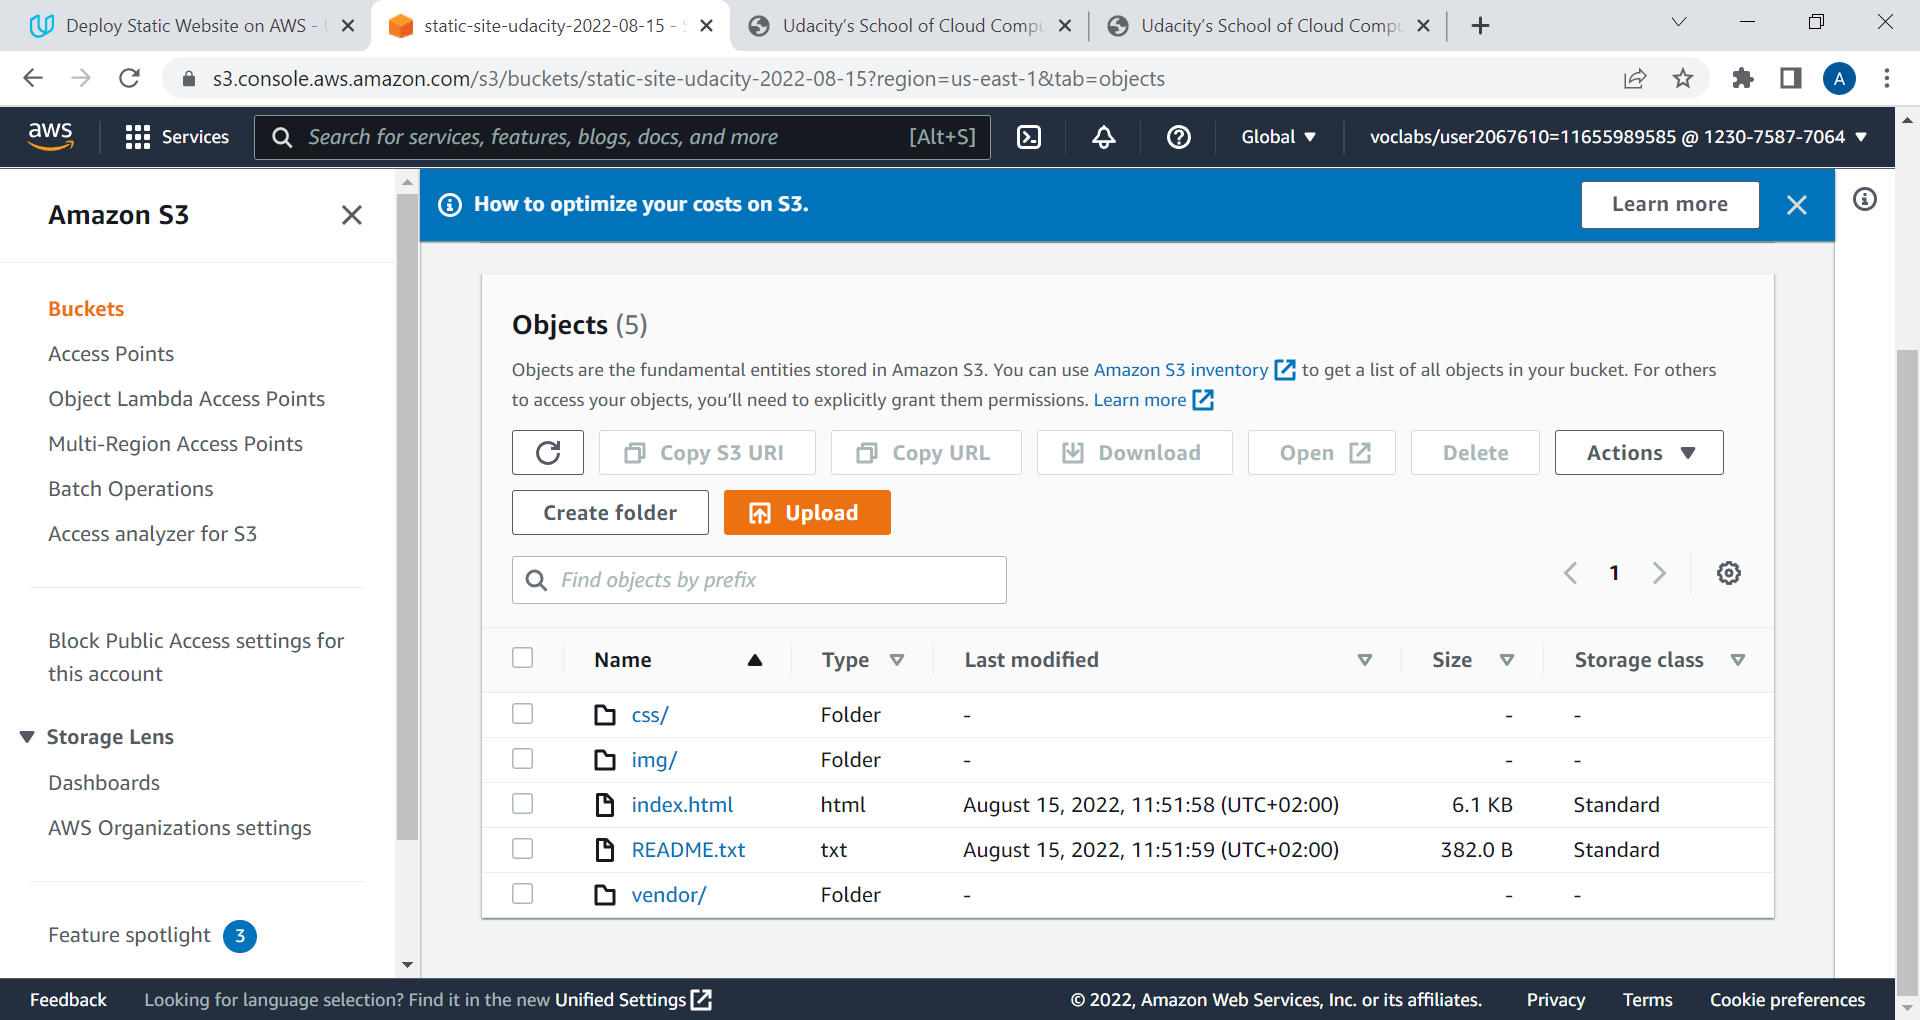 Deploy Static Website on AWS -
static-site-udacity-2022-08-15 -
Udacity's School of Cloud Compu
Udacity's School of Cloud Compu
s3.console.aws.amazon.com/s3/buckets/static-site-udacity-2022-08-15?region=us-east-1&tab=objects
A
aws
Services
Search for services, features, blogs, docs, and more
[Alt+S]
Global
voclabs/user2067610=11655989585 @ 1230-7587-7064
Amazon S3
Buckets
Access Points
Object Lambda Access Points
Multi-Region Access Points
Batch Operations
Access analyzer for S3
Block Public Access settings for
this account
Storage Lens
Dashboards
AWS Organizations settings
Feature spotlight 3
How to optimize your costs on S3.
Learn more
Objects (5)
Objects are the fundamental entities stored in Amazon S3. You can use Amazon S3 inventory to get a list of all objects in your bucket. For others
to access your objects, you'll need to explicitly grant them permissions. Learn more
Copy S3 URI
Copy URL
Download
Open
Delete
Actions
Create folder
Upload
Find objects by prefix
1
Name Type Last modified Size Storage class
css/ Folder - - -
img/ Folder - - -
index.html html August 15, 2022, 11:51:58 (UTC+02:00) 6.1 KB Standard
README.txt txt August 15, 2022, 11:51:59 (UTC+02:00) 382.0 B Standard
vendor/ Folder - - -
Feedback
Looking for language selection? Find it in the new Unified Settings
© 2022, Amazon Web Services, Inc. or its affiliates.
Privacy
Terms
Cookie preferences